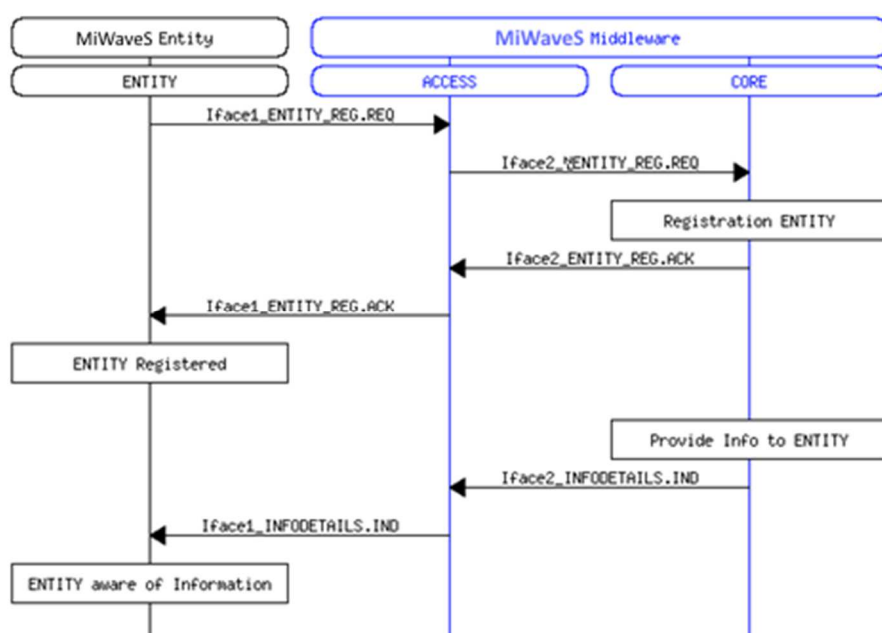 MiWaveS Entity
MiWaveS Middleware
ENTITY
ACCESS
CORE
Iface1_ENTITY_REG.REQ
Iface2_ENTITY_REG.REQ
Registration ENTITY
Iface2_ENTITY_REG.ACK
Iface1_ENTITY_REG.ACK
ENTITY Registered
Provide Info to ENTITY
Iface2_INFODETAILS.IND
Iface1_INFODETAILS.IND
ENTITY aware of Information